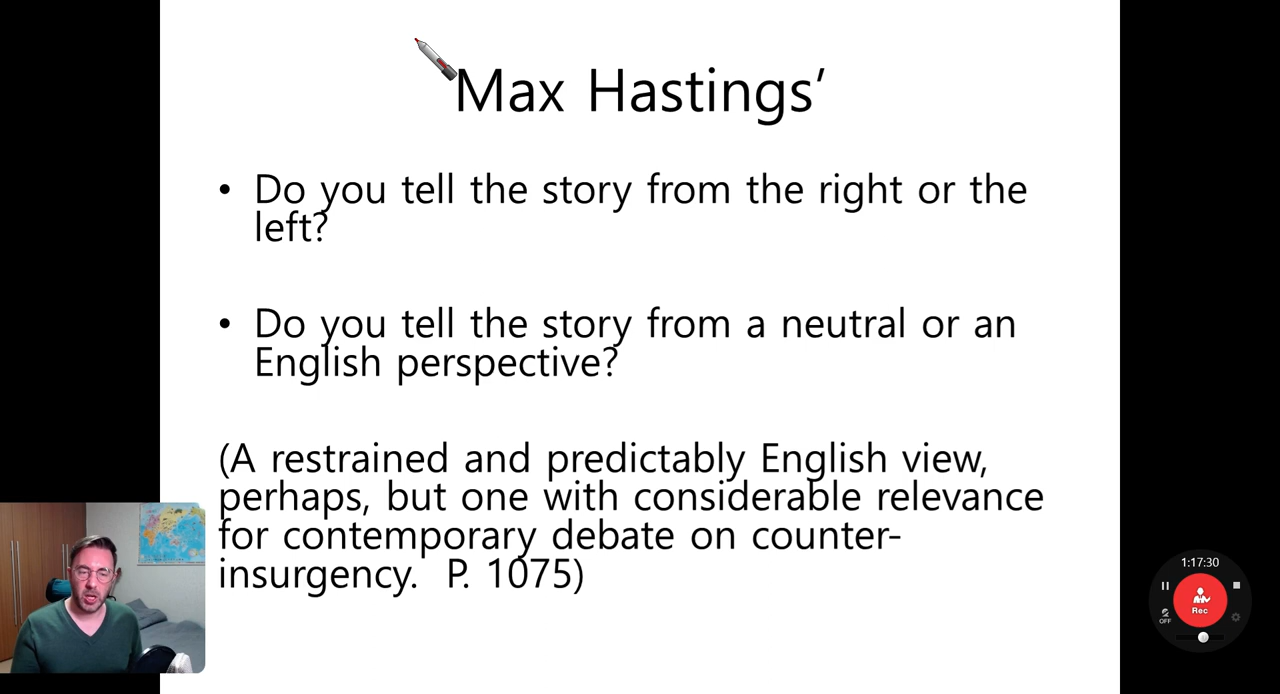 Max Hastings’
• Do you tell the story from the right or the
left?
• Do you tell the story from a neutral or an
English perspective?
(A restrained and predictably English view,
perhaps, but one with considerable relevance
for contemporary debate on counter-
insurgency.  P. 1075)
1:17:30
Rec
OFF